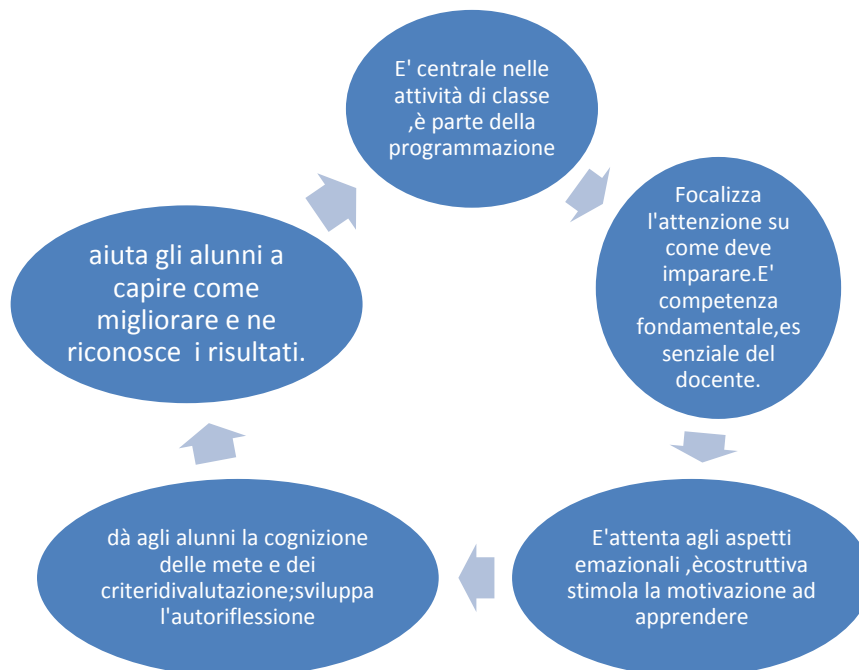 E' centrale nelle
attività di classe
,è parte della
programmazione
Focalizza
l'attenzione su
come deve
imparare.E'
competenza
fondamentale,es
senziale del
docente.
E'attenta agli aspetti
emazionali ,ècostruttiva
stimola la motivazione ad
apprendere
dà agli alunni la cognizione
delle mete e dei
criteridivalutazione;sviluppa
l'autoriflessione
aiuta gli alunni a
capire come
migliorare e ne
riconosce i risultati.